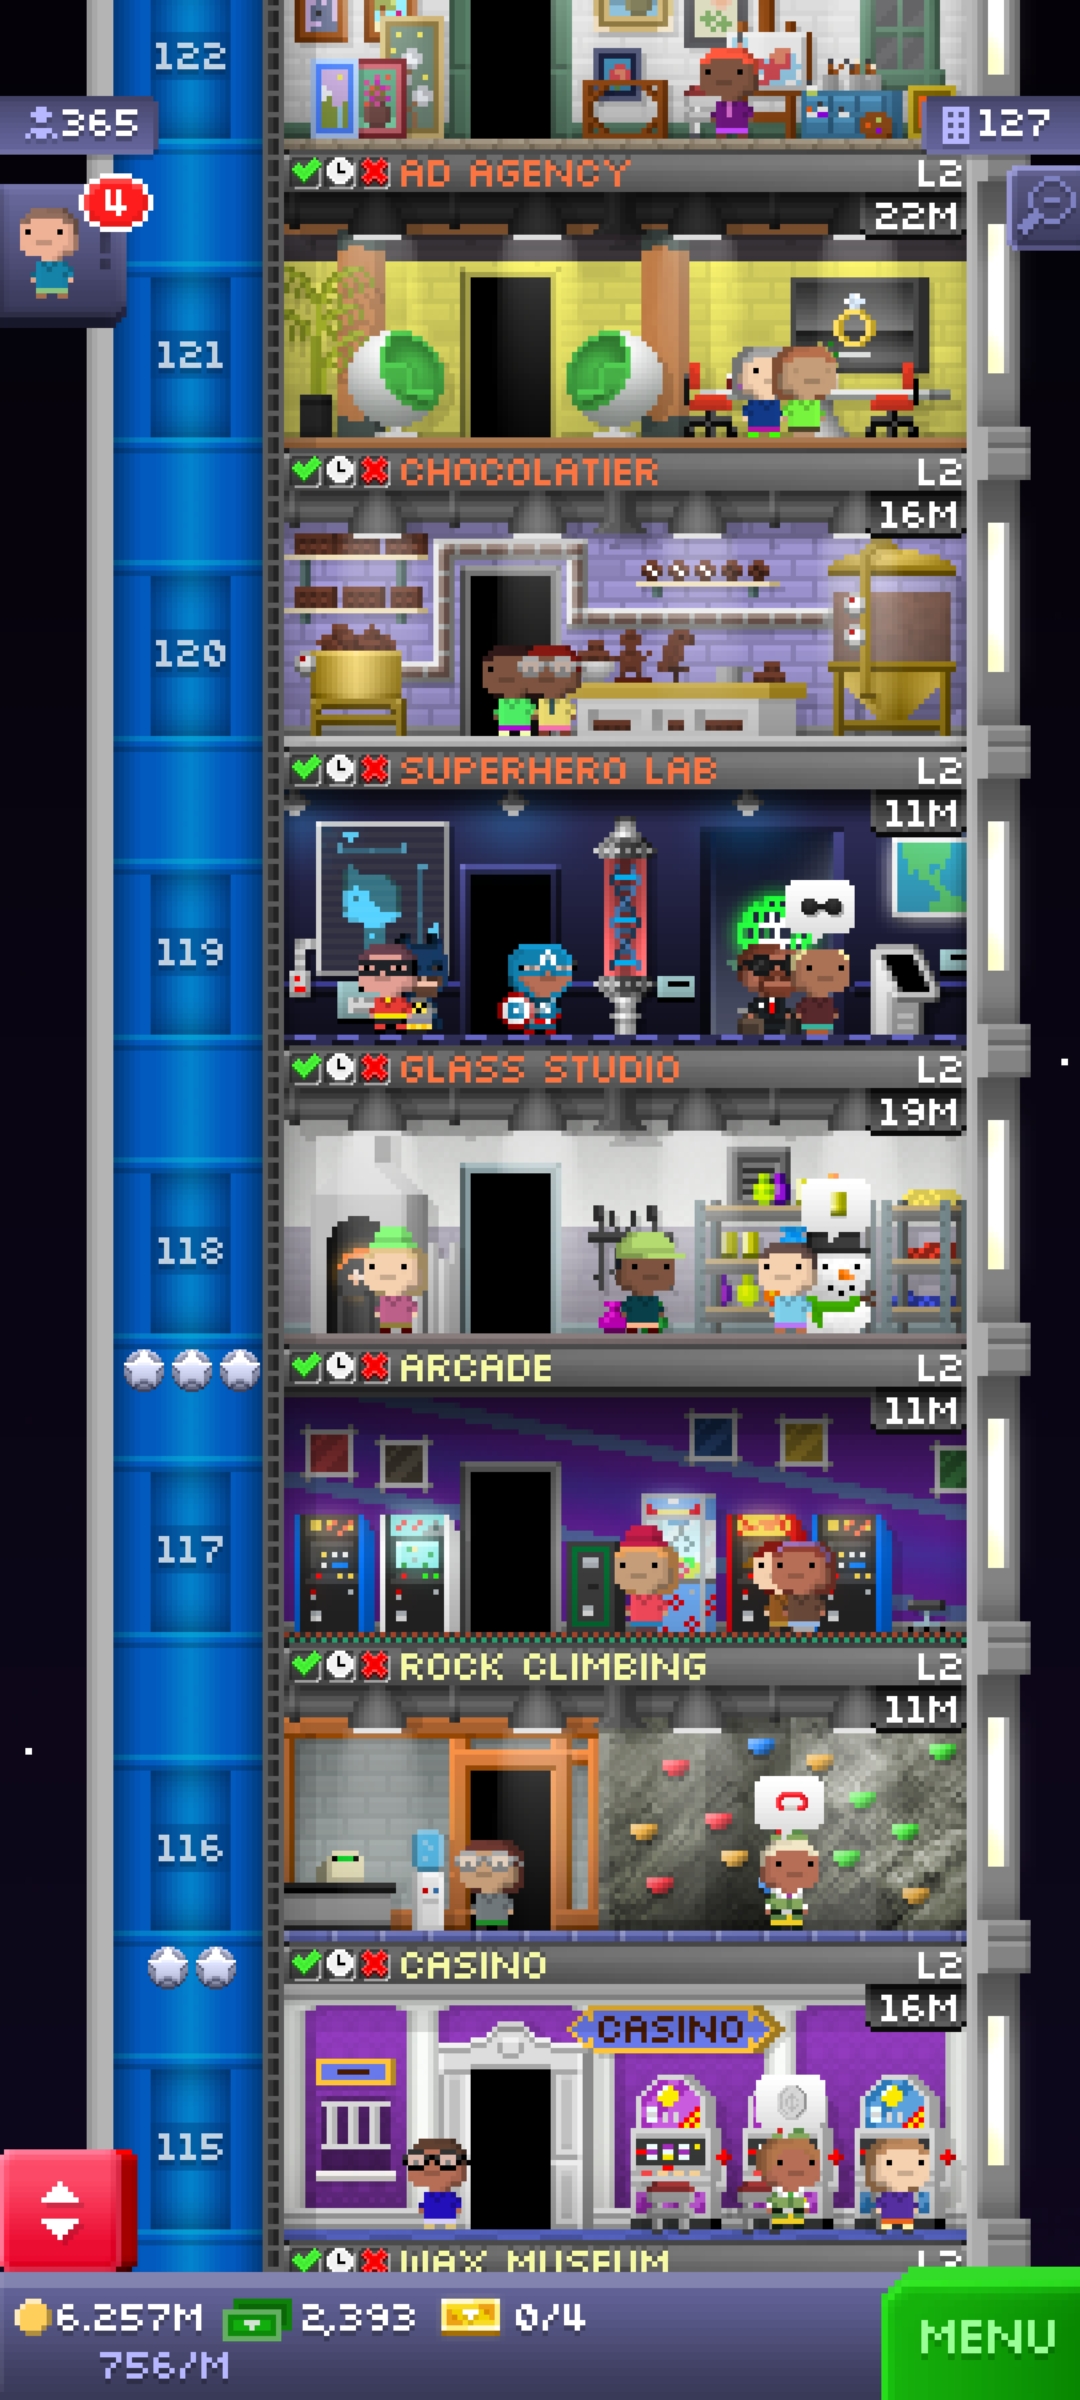 122
365
127
AD AGENCY L2
4
22M
121
CHOCOLATIER L2
16M
120
SUPERHERO LAB L2
11M
119
GLASS STUDIO L2
19M
118
ARCADE L2
11M
117
ROCK CLIMBING L2
11M
116
CASINO L2
16M
CASINO
115
WAX MUSEUM L3
6.257M 2,393 0/4
756/M
MENU